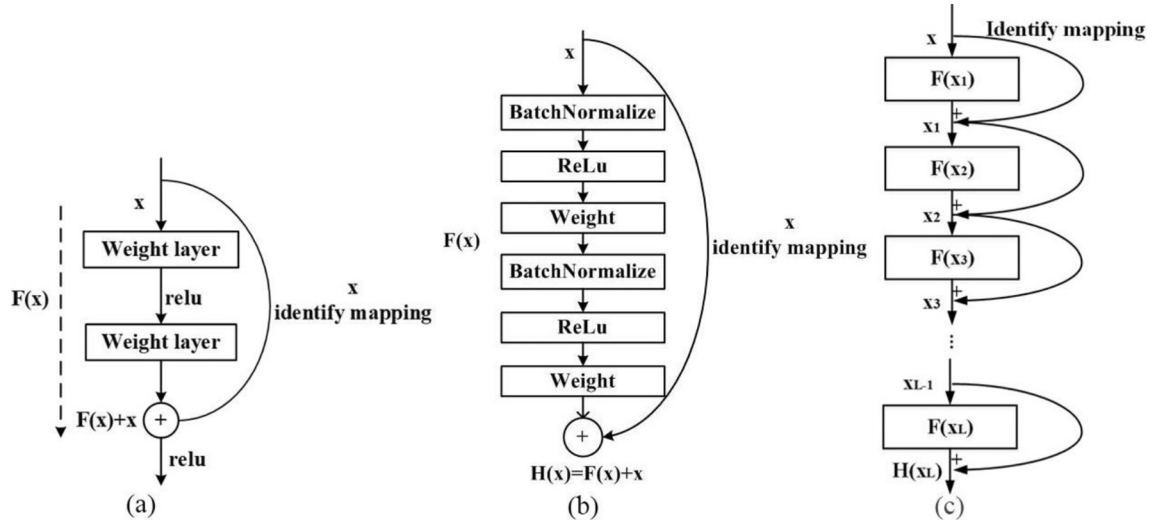 x
Weight layer
relu
F(x)
x
identify mapping
Weight layer
F(x)+x
+
relu
(a)
x
BatchNormalize
ReLu
Weight
F(x)
x
identify mapping
BatchNormalize
ReLu
Weight
+
H(x)=F(x)+x
(b)
x
Identify mapping
F(x1)
+
x1
F(x2)
+
x2
F(x3)
+
x3
...
xL-1
F(xL)
+
H(xL)
(c)